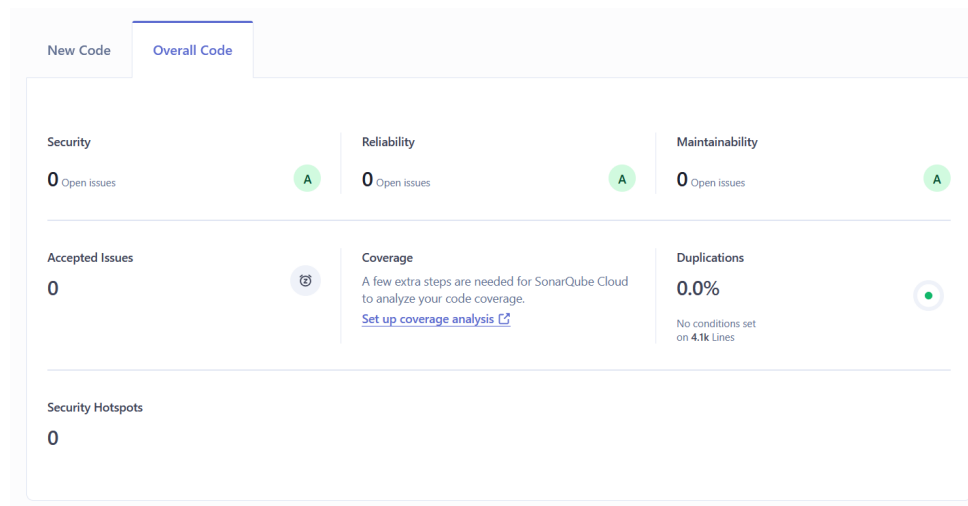 New Code
Overall Code
Security
0 Open issues
A
Reliability
0 Open issues
A
Maintainability
0 Open issues
A
Accepted Issues
0
Coverage
A few extra steps are needed for SonarQube Cloud
to analyze your code coverage.
Set up coverage analysis
Duplications
0.0%
No conditions set
on 4.1k Lines
Security Hotspots
0